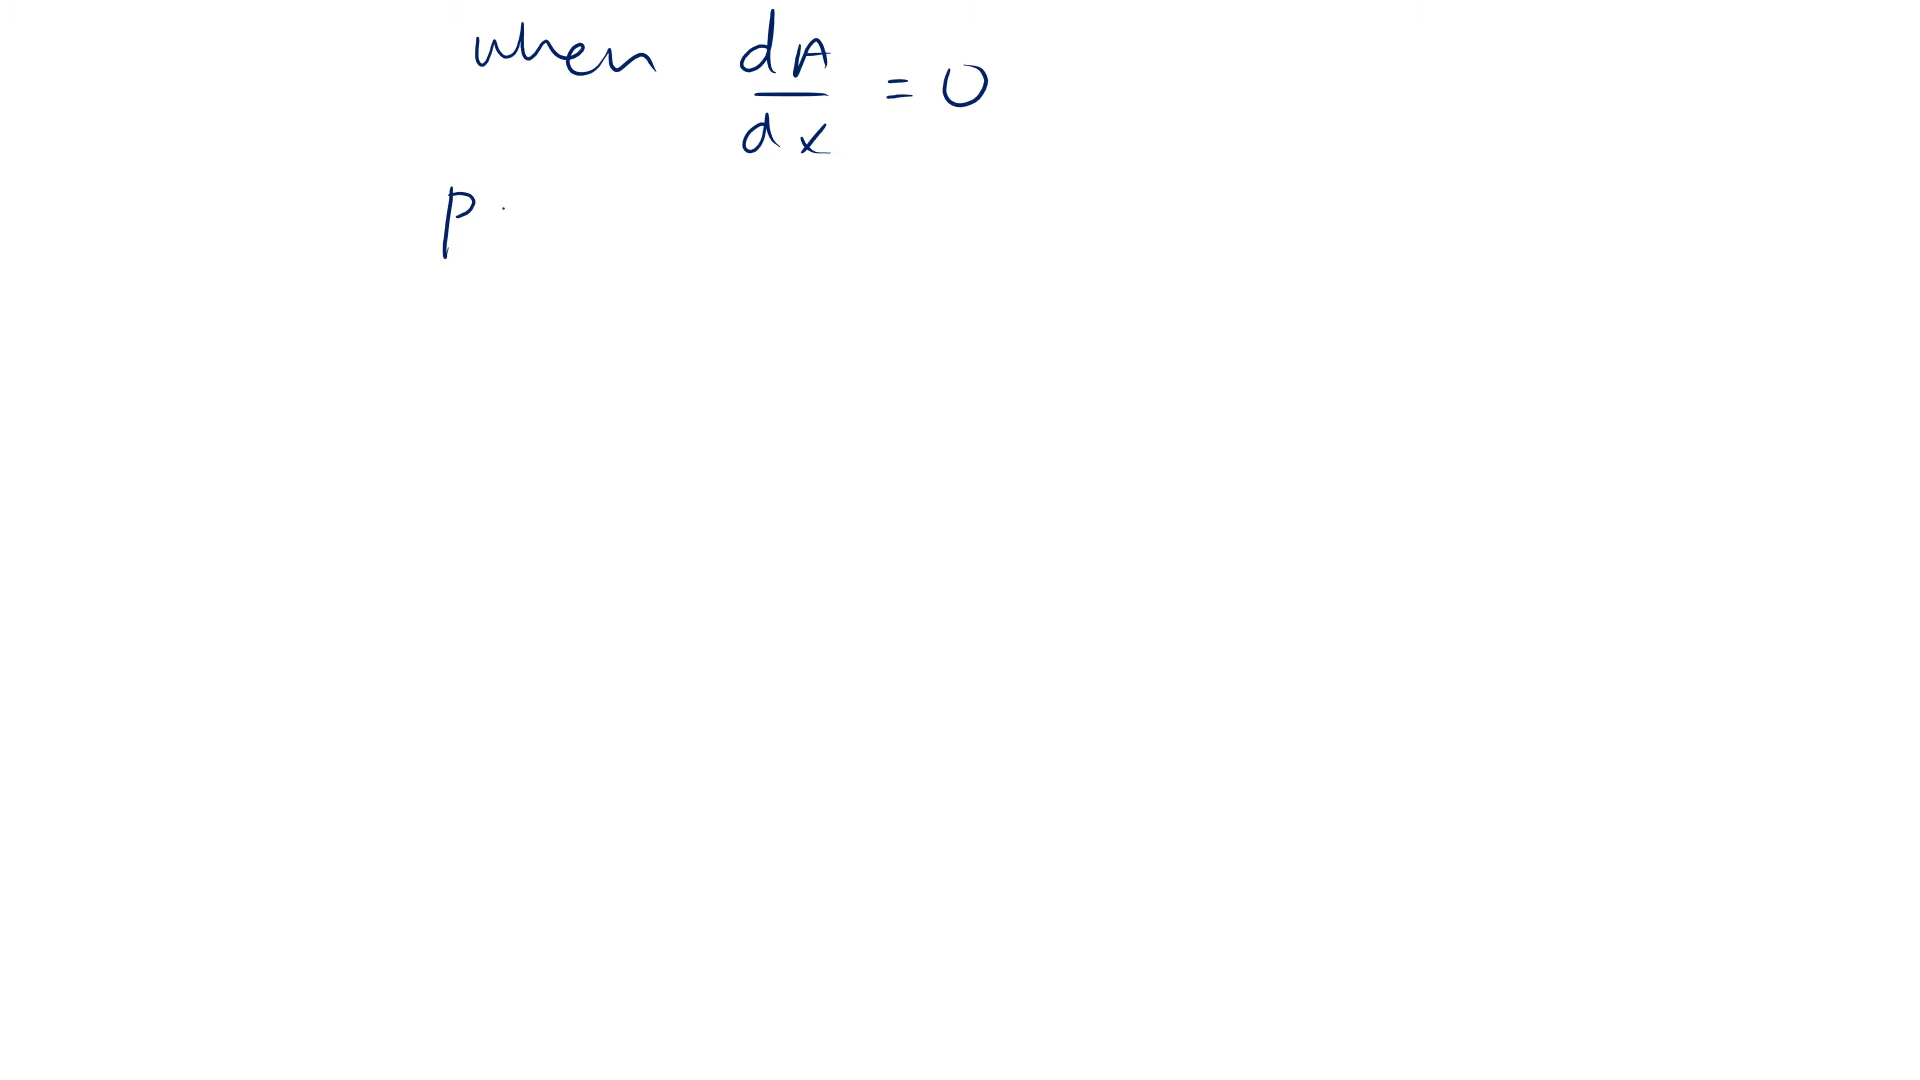 when dA/dx = 0
P